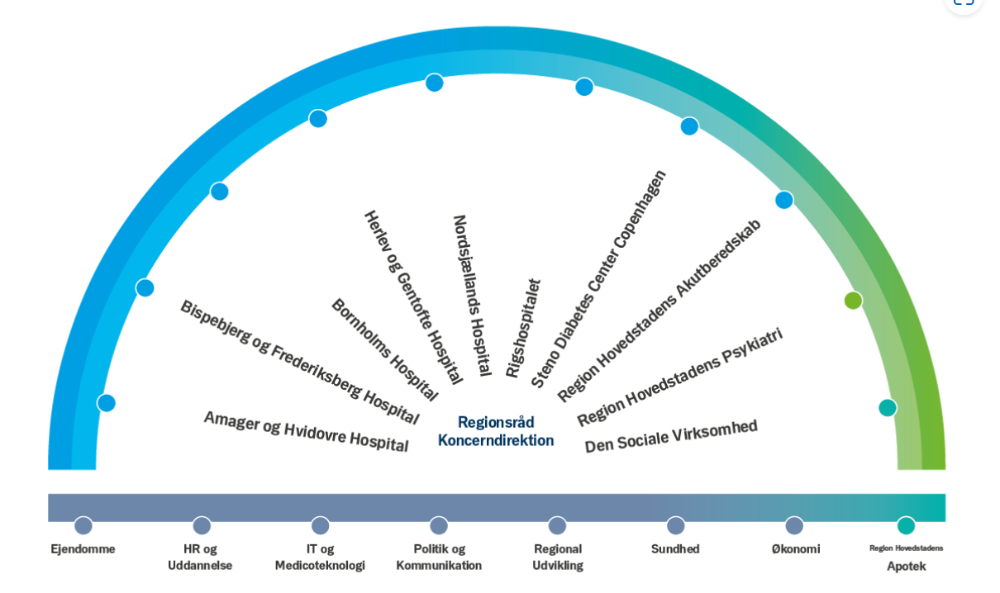 Amager og Hvidovre Hospital
Bispebjerg og Frederiksberg Hospital
Bornholms Hospital
Herlev og Gentofte Hospital
Nordsjællands Hospital
Rigshospitalet
Steno Diabetes Center Copenhagen
Region Hovedstadens Akutberedskab
Region Hovedstadens Psykiatri
Den Sociale Virksomhed
Regionsråd
Koncerndirektion
Ejendomme
HR og
Uddannelse
IT og
Medicoteknologi
Politik og
Kommunikation
Regional
Udvikling
Sundhed
Økonomi
Region Hovedstadens
Apotek